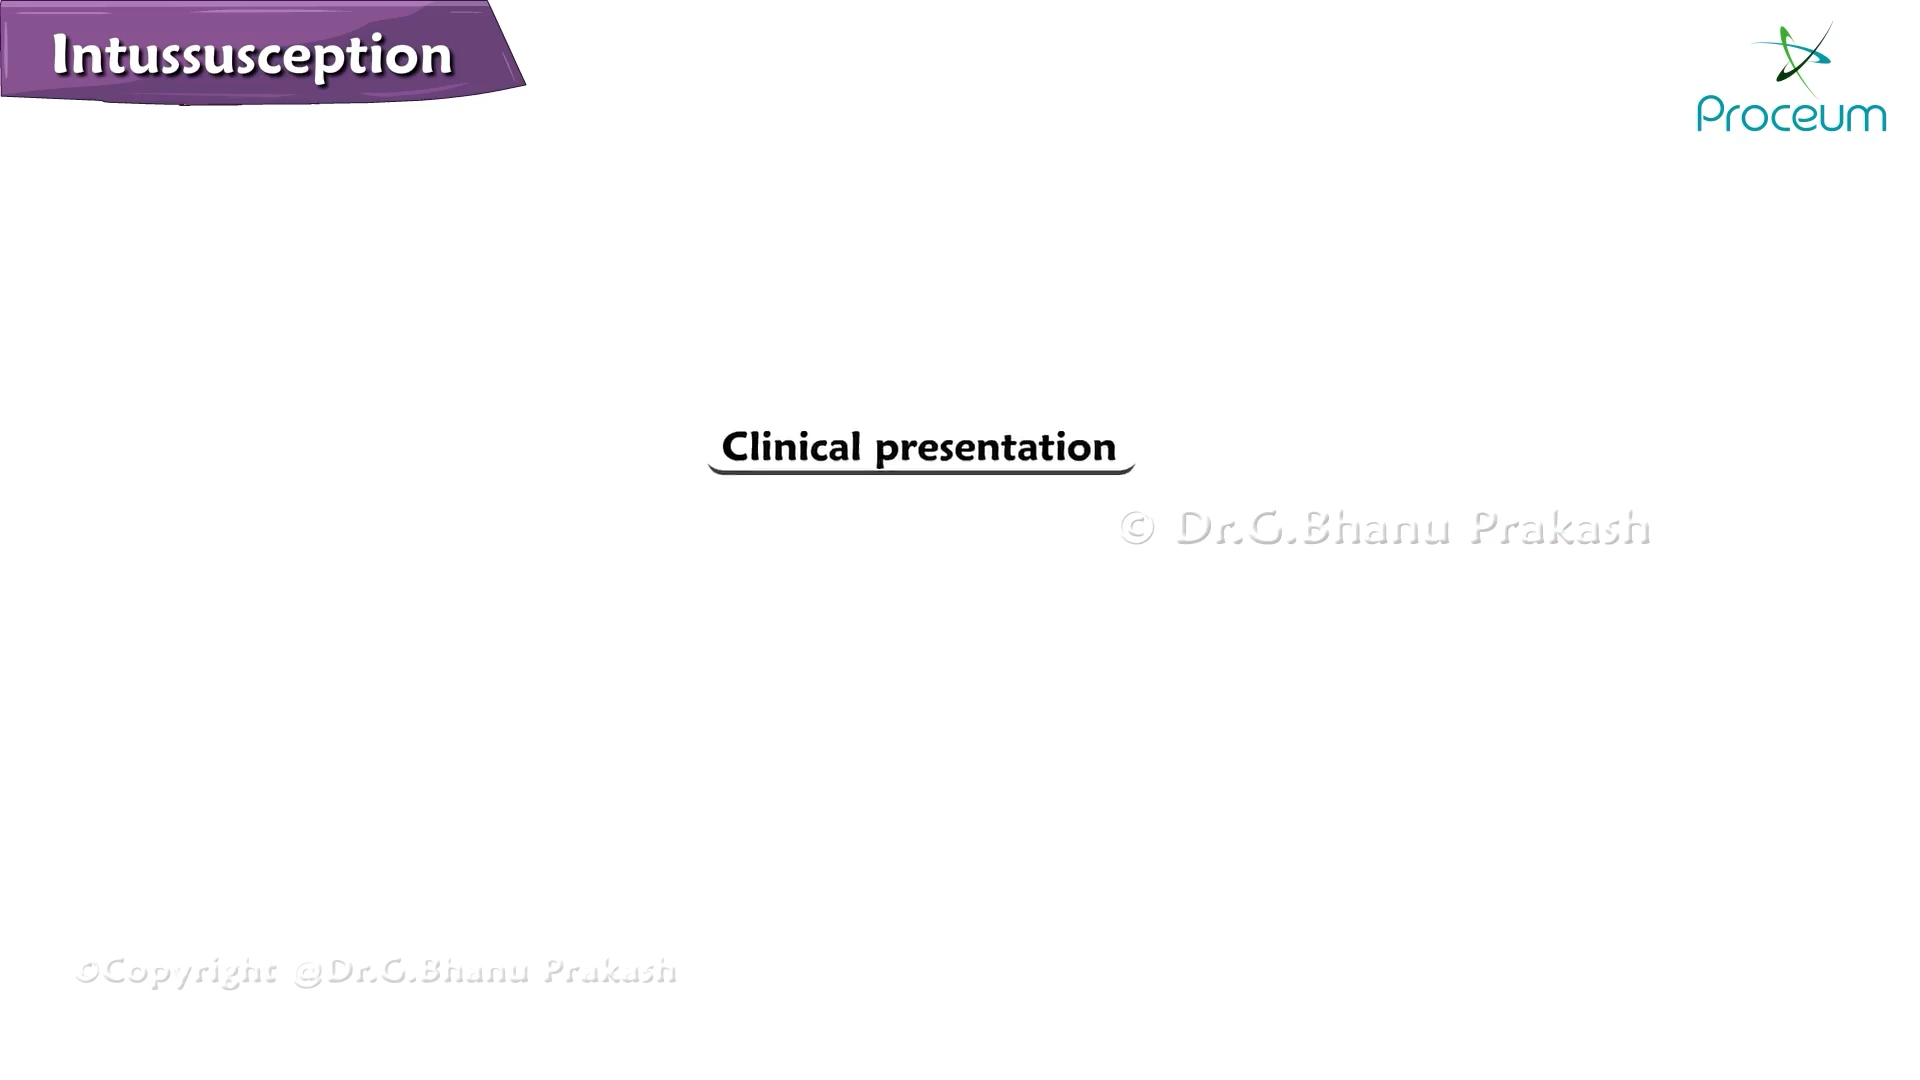 Intussusception
Proceum
Clinical presentation
© Dr.G.Bhanu Prakash
©Copyright @Dr.G.Bhanu Prakash